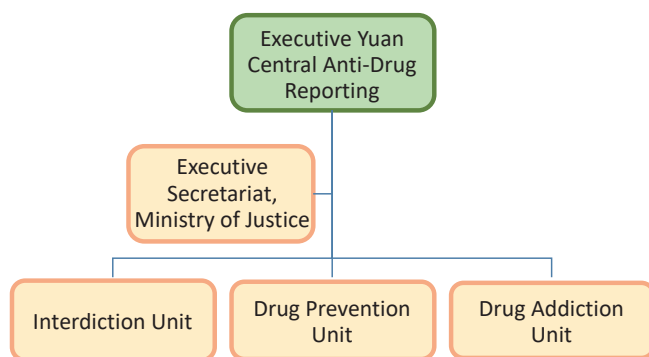 Executive Yuan
Central Anti-Drug
Reporting
Executive
Secretariat,
Ministry of Justice
Interdiction Unit
Drug Prevention
Unit
Drug Addiction
Unit